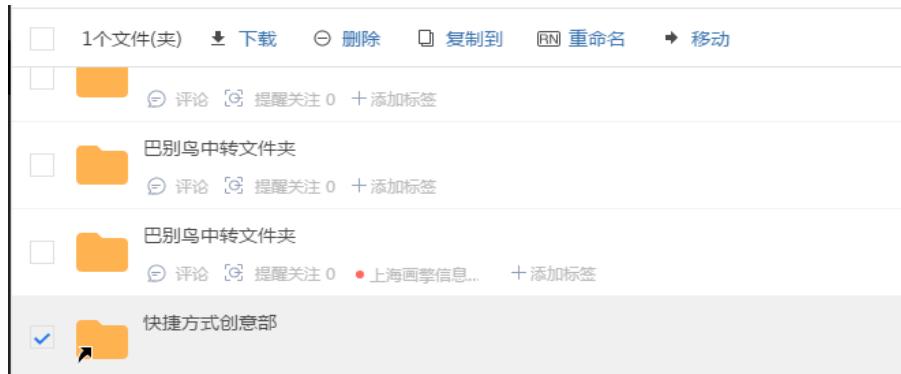 1个文件(夹) 下载 删除 复制到 RN 重命名 移动
评论 提醒关注 0 添加标签
巴别鸟中转文件夹
评论 提醒关注 0 添加标签
巴别鸟中转文件夹
评论 提醒关注 0 上海画擎信息... 添加标签
快捷方式创意部